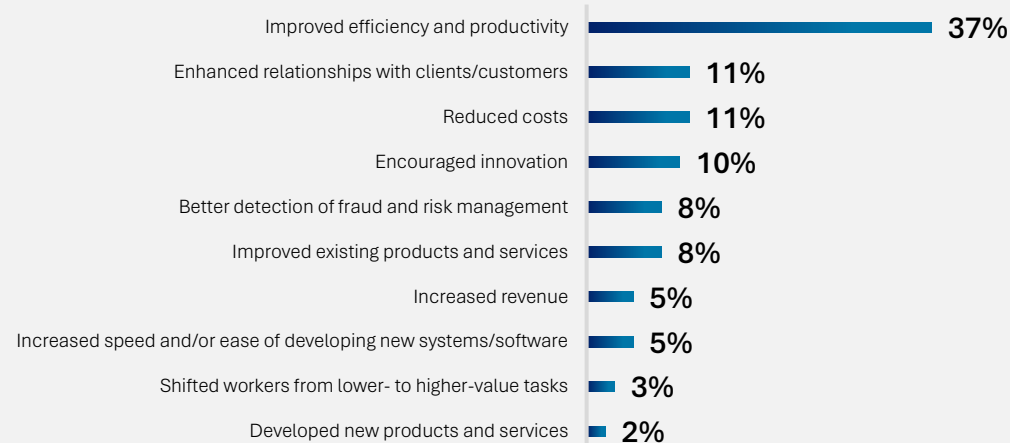 Improved efficiency and productivity 37%
Enhanced relationships with clients/customers 11%
Reduced costs 11%
Encouraged innovation 10%
Better detection of fraud and risk management 8%
Improved existing products and services 8%
Increased revenue 5%
Increased speed and/or ease of developing new systems/software 5%
Shifted workers from lower- to higher-value tasks 3%
Developed new products and services 2%